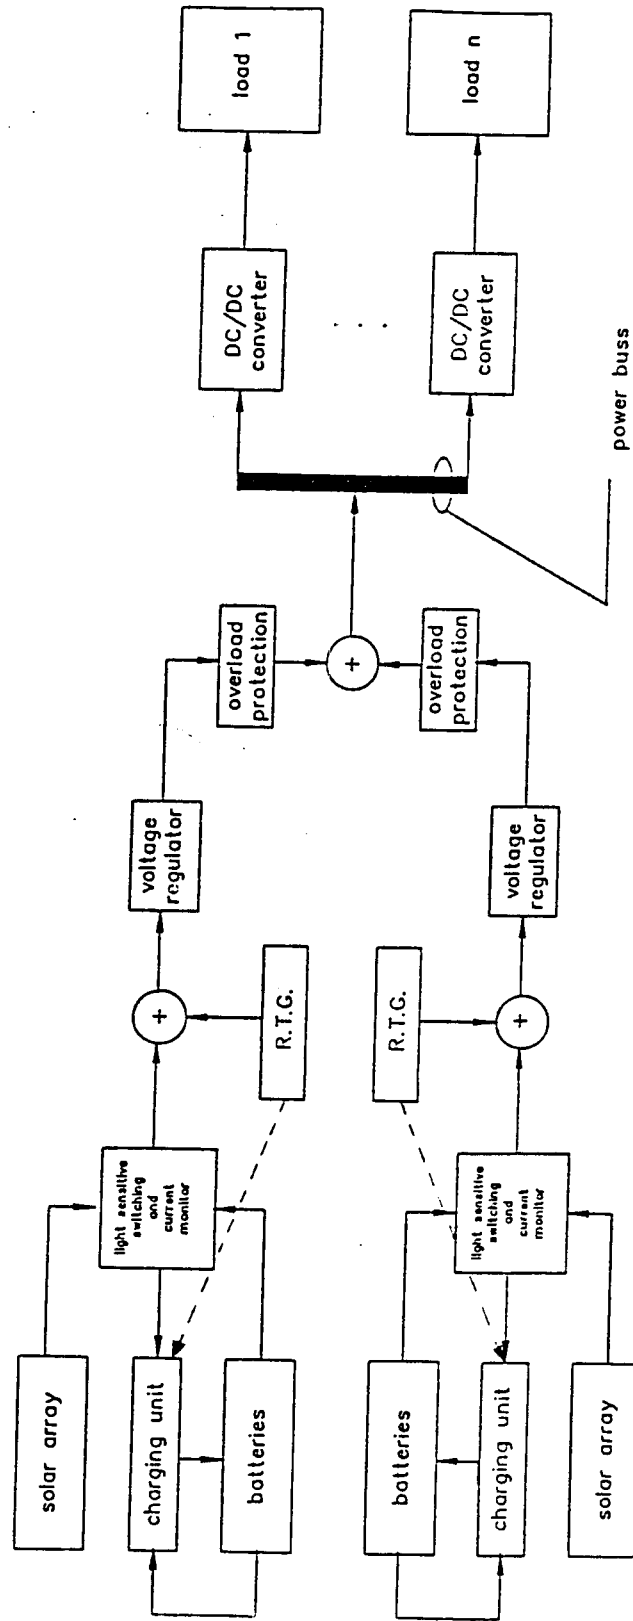 solar array
charging unit
batteries
light sensitive
switching
and
current
monitor
R.T.G.
+
voltage
regulator
overload
protection
batteries
charging unit
solar array
light sensitive
switching
and
current
monitor
R.T.G.
+
voltage
regulator
overload
protection
+
power buss
DC/DC
converter
load 1
. . .
DC/DC
converter
load n